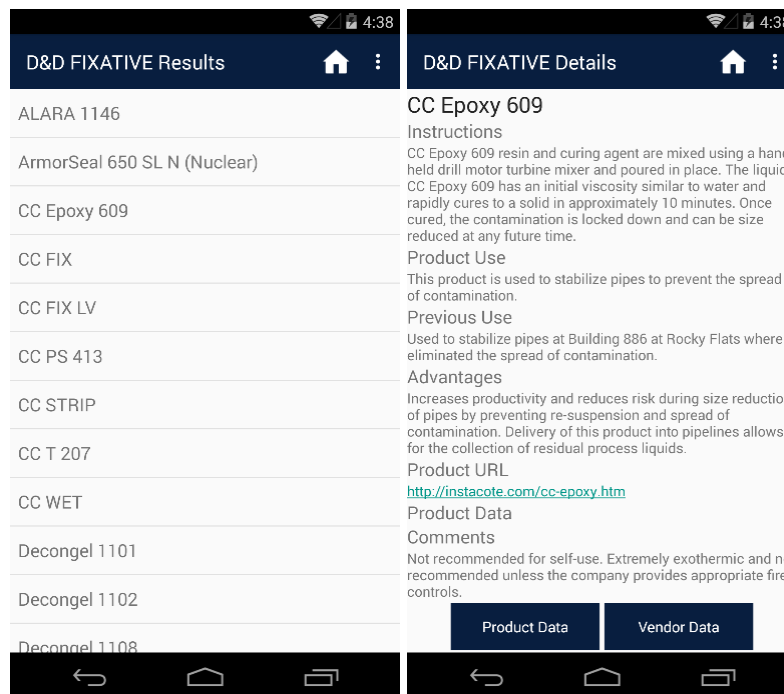 4:38
D&D FIXATIVE Results
ALARA 1146
ArmorSeal 650 SL N (Nuclear)
CC Epoxy 609
CC FIX
CC FIX LV
CC PS 413
CC STRIP
CC T 207
CC WET
Decongel 1101
Decongel 1102
Decongel 1108
4:38
D&D FIXATIVE Details
CC Epoxy 609
Instructions
CC Epoxy 609 resin and curing agent are mixed using a
held drill motor turbine mixer and poured in place. The
CC Epoxy 609 has an initial viscosity similar to water and
rapidly cures to a solid in approximately 10 minutes. Once
cured, the contamination is locked down and can be size
reduced at any future time.
Product Use
This product is used to stabilize pipes to prevent the spread
of contamination.
Previous Use
Used to stabilize pipes at Building 886 at Rocky Flats where
eliminated the spread of contamination.
Advantages
Increases productivity and reduces risk during size
of pipes by preventing re-suspension and spread of
contamination. Delivery of this product into pipelines allows
for the collection of residual process liquids.
Product URL
http://instacote.com/cc-epoxy.htm
Product Data
Comments
Not recommended for self-use. Extremely exothermic and
recommended unless the company provides appropriate
controls.
Product Data
Vendor Data